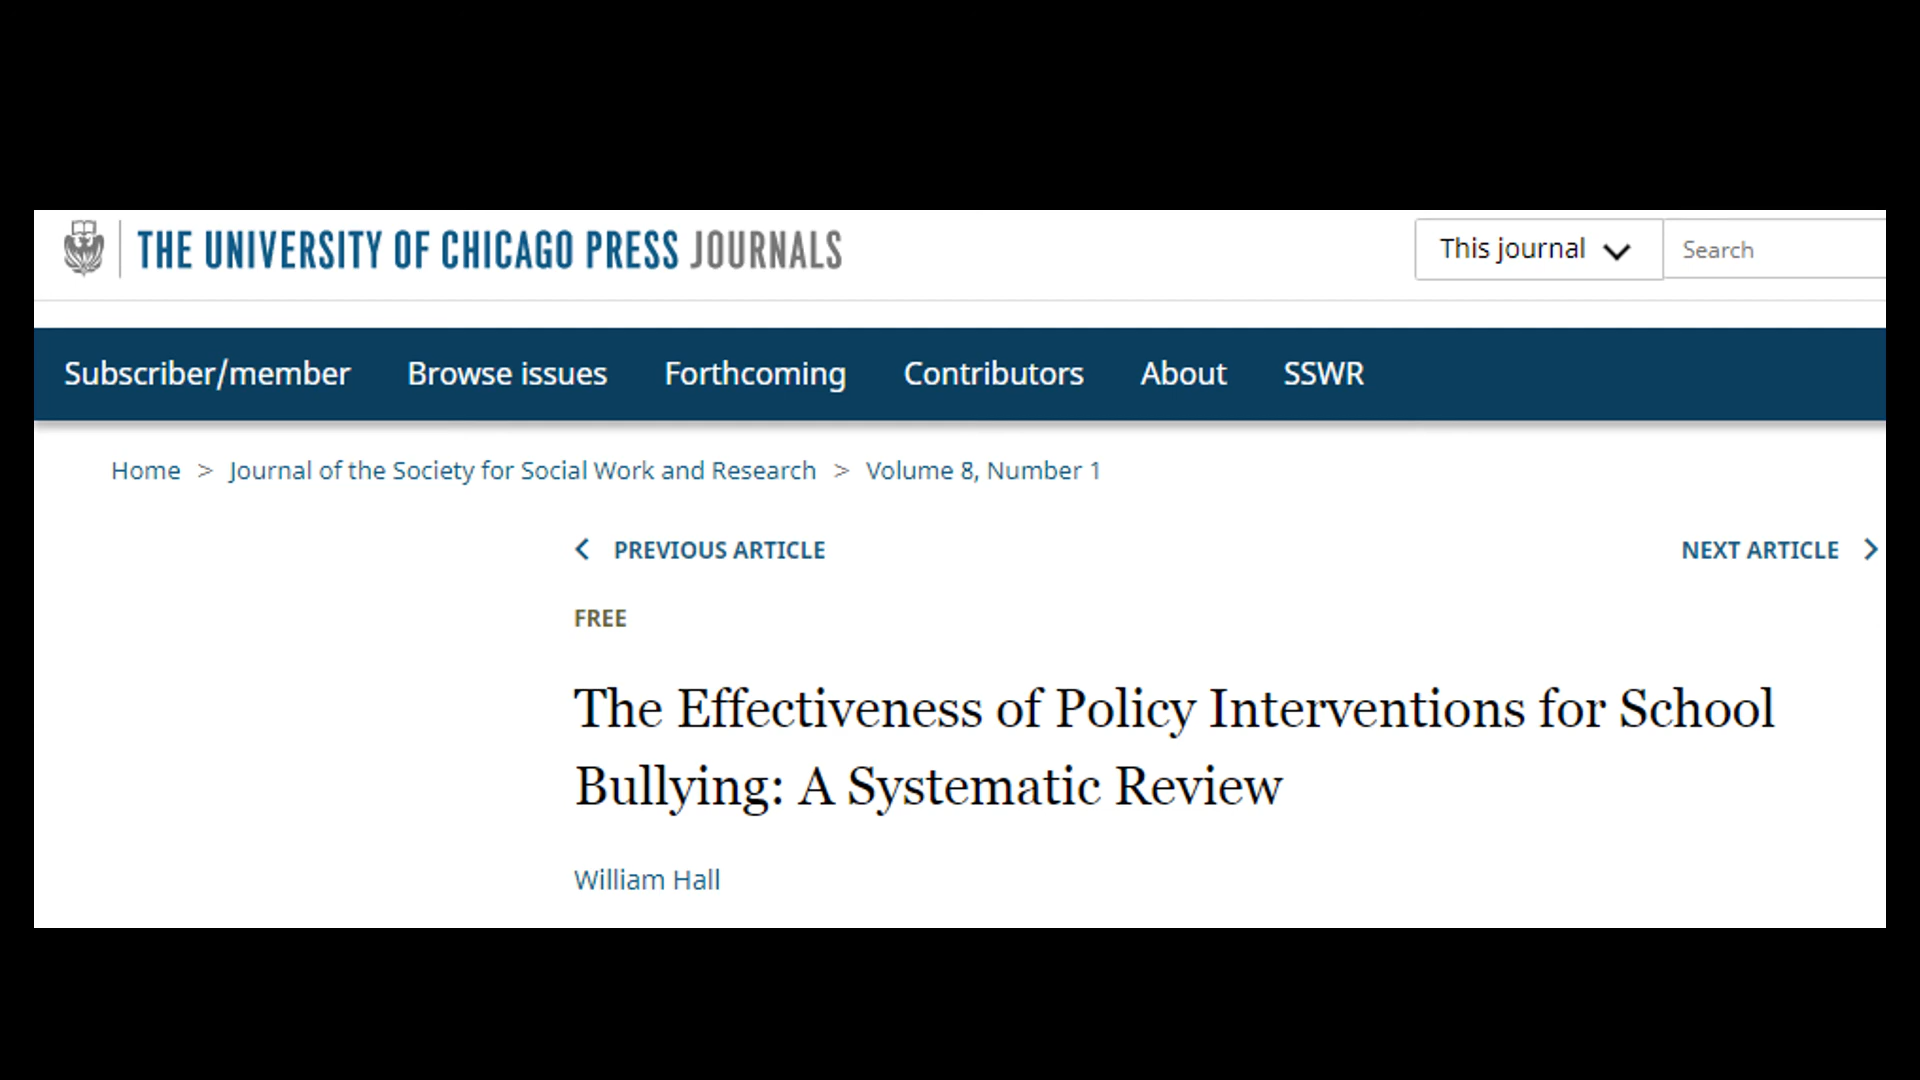 THE UNIVERSITY OF CHICAGO PRESS JOURNALS
This journal
Search
Subscriber/member Browse issues Forthcoming Contributors About SSWR
Home > Journal of the Society for Social Work and Research > Volume 8, Number 1
PREVIOUS ARTICLE
NEXT ARTICLE
FREE
The Effectiveness of Policy Interventions for School
Bullying: A Systematic Review
William Hall